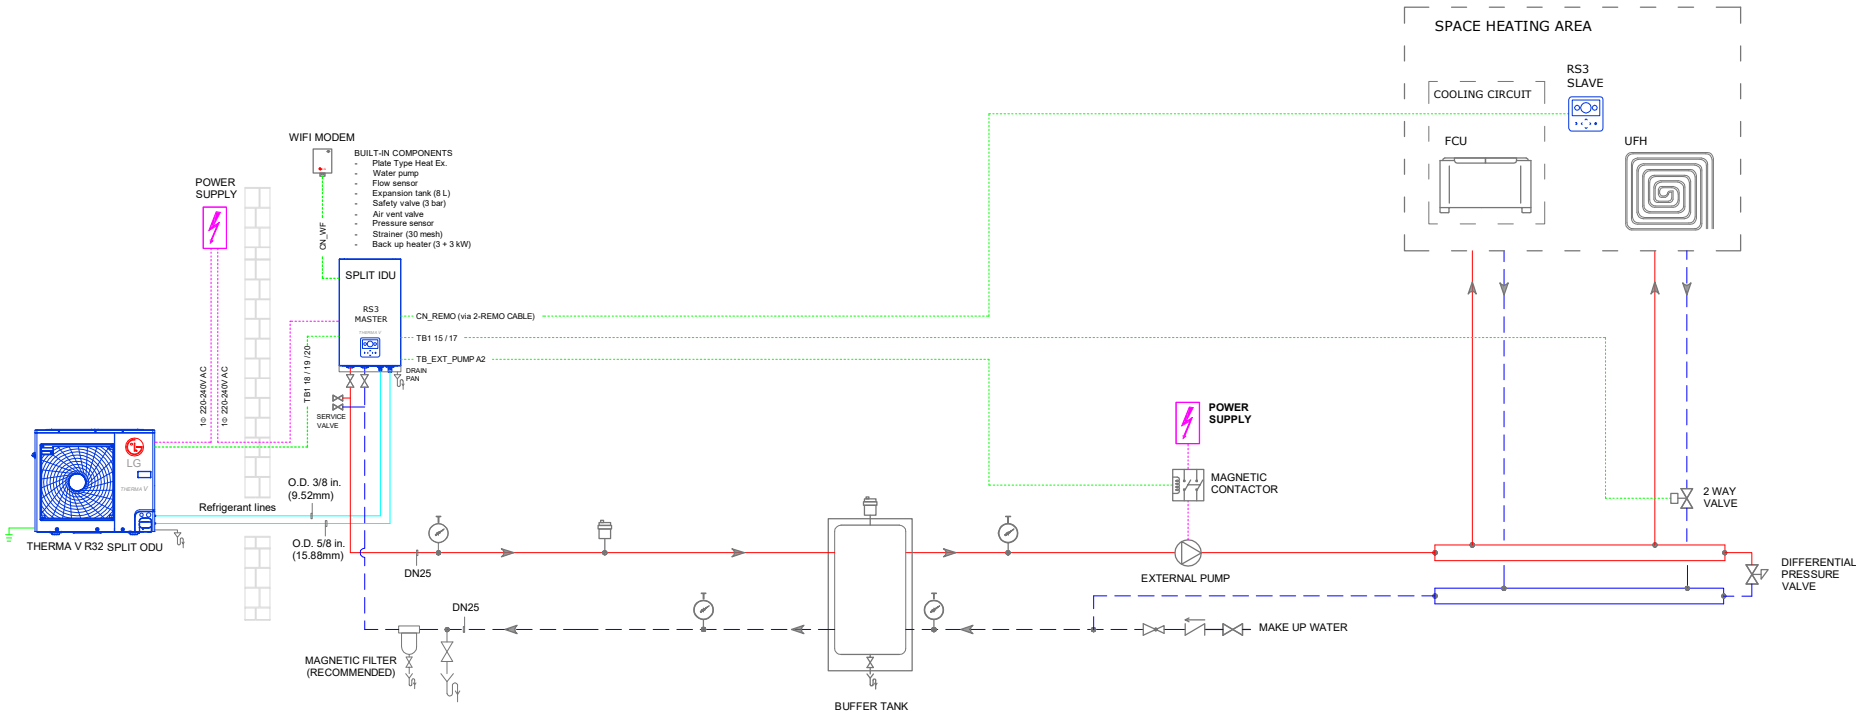 SPACE HEATING AREA
RS3
SLAVE
COOLING CIRCUIT
FCU
UFH
WIFI MODEM
BUILT-IN COMPONENTS
- Plate Type Heat Ex.
- Water pump
- Flow sensor
- Expansion tank (8 L)
- Safety valve (3 bar)
- Air vent valve
- Pressure sensor
- Strainer (30 mesh)
- Back up heater (3 + 3 kW)
POWER
SUPPLY
CN_WF
SPLIT IDU
RS3
MASTER
THERMA V
CN_REMO (via 2-REMO CABLE)
TB1 15 / 17
TB_EXT_PUMP A2
DRAIN
PAN
1Φ 220-240V AC
1Φ 220-240V AC
TB1 18 / 19 /20
SERVICE
VALVE
POWER
SUPPLY
MAGNETIC
CONTACTOR
LG
THERMA V
O.D. 3/8 in.
(9.52mm)
Refrigerant lines
O.D. 5/8 in.
(15.88mm)
THERMA V R32 SPLIT ODU
2 WAY
VALVE
DN25
EXTERNAL PUMP
DIFFERENTIAL
PRESSURE
VALVE
DN25
MAKE UP WATER
MAGNETIC FILTER
(RECOMMENDED)
BUFFER TANK